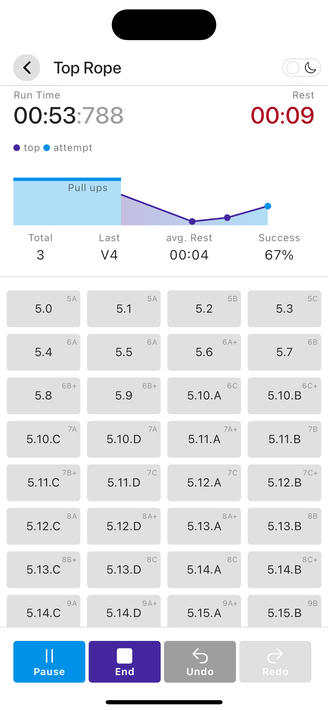 Top Rope
Run Time
Rest
00:53:788
00:09
top attempt
Pull ups
Total Last avg. Rest Success
3 V4 00:04 67%
5A 5A 5B 5C
5.0 5.1 5.2 5.3
6A 6A 6A+ 6B
5.4 5.5 5.6 5.7
6B+ 6B+ 6C 6C+
5.8 5.9 5.10.A 5.10.B
7A 7A 7A+ 7B
5.10.C 5.10.D 5.11.A 5.11.B
7B+ 7C 7C 7C+
5.11.C 5.11.D 5.12.A 5.12.B
8A 8A+ 8A+ 8B
5.12.C 5.12.D 5.13.A 5.13.B
8B+ 8C 8C 8C+
5.13.C 5.13.D 5.14.A 5.14.B
9A 9A+ 9A+ 9B
5.14.C 5.14.D 5.15.A 5.15.B
Pause End Undo Redo